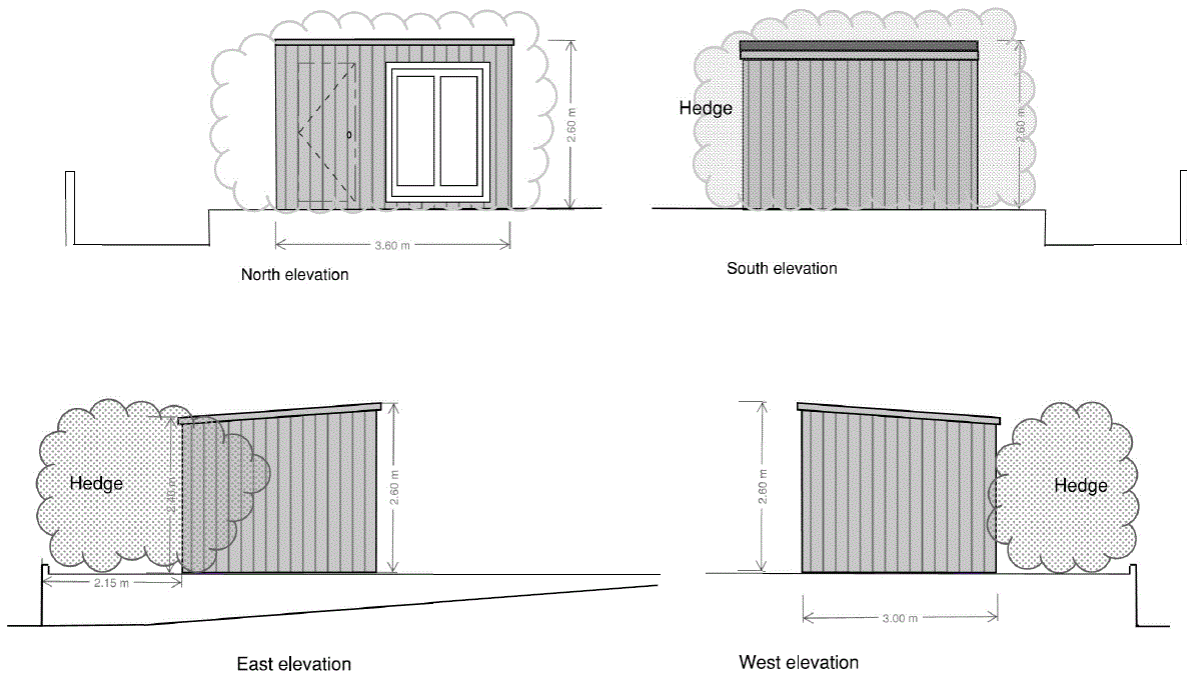 Hedge
2.60 m
2.60 m
3.60 m
North elevation
South elevation
Hedge
2.40 m
2.60 m
2.60 m
Hedge
2.15 m
3.00 m
East elevation
West elevation